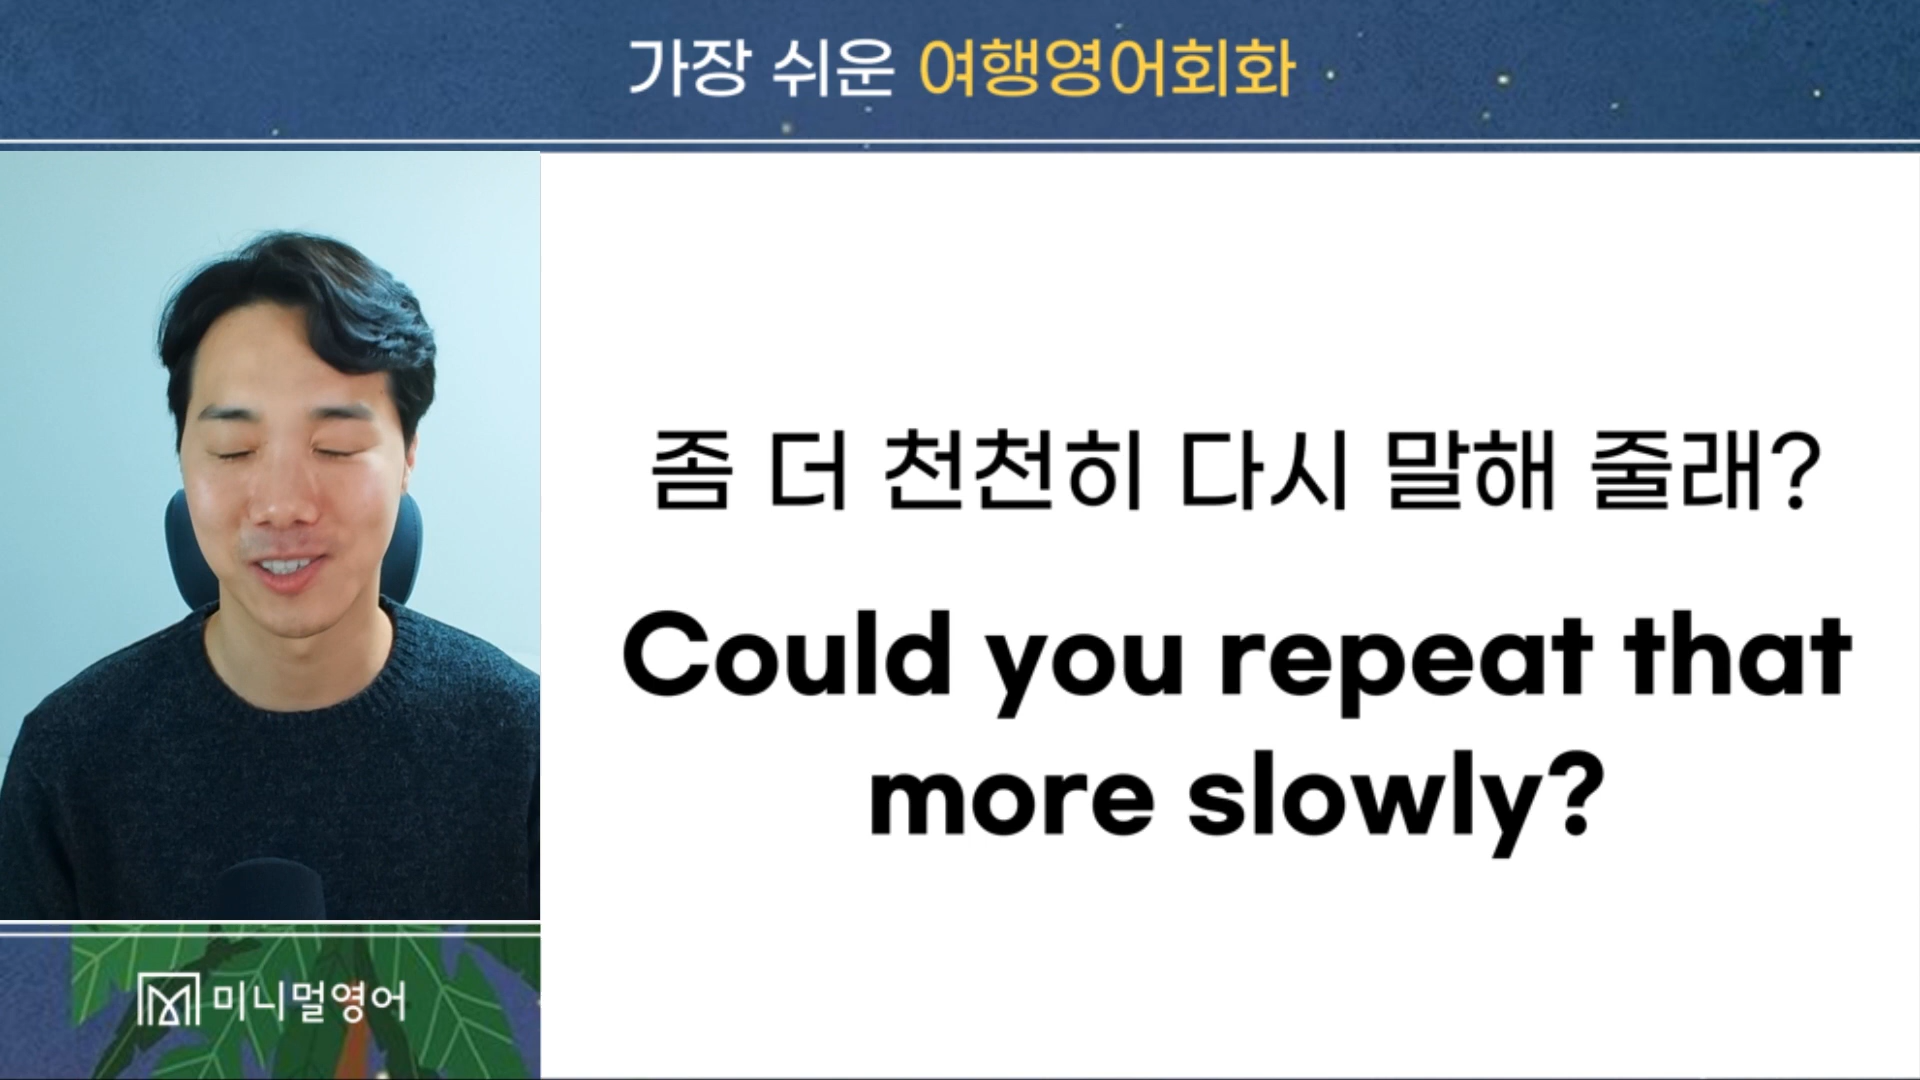 가장 쉬운 여행영어회화
좀 더 천천히 다시 말해 줄래?
Could you repeat that
more slowly?
미니멀영어